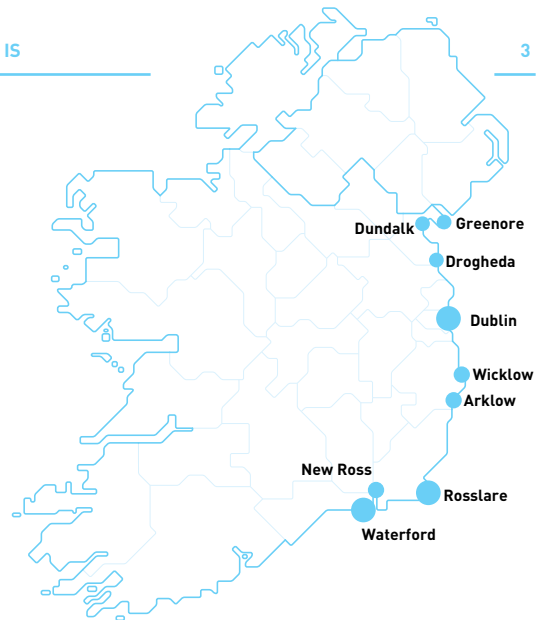 IS
3
Greenore
Dundalk
Drogheda
Dublin
Wicklow
Arklow
New Ross
Rosslare
Waterford